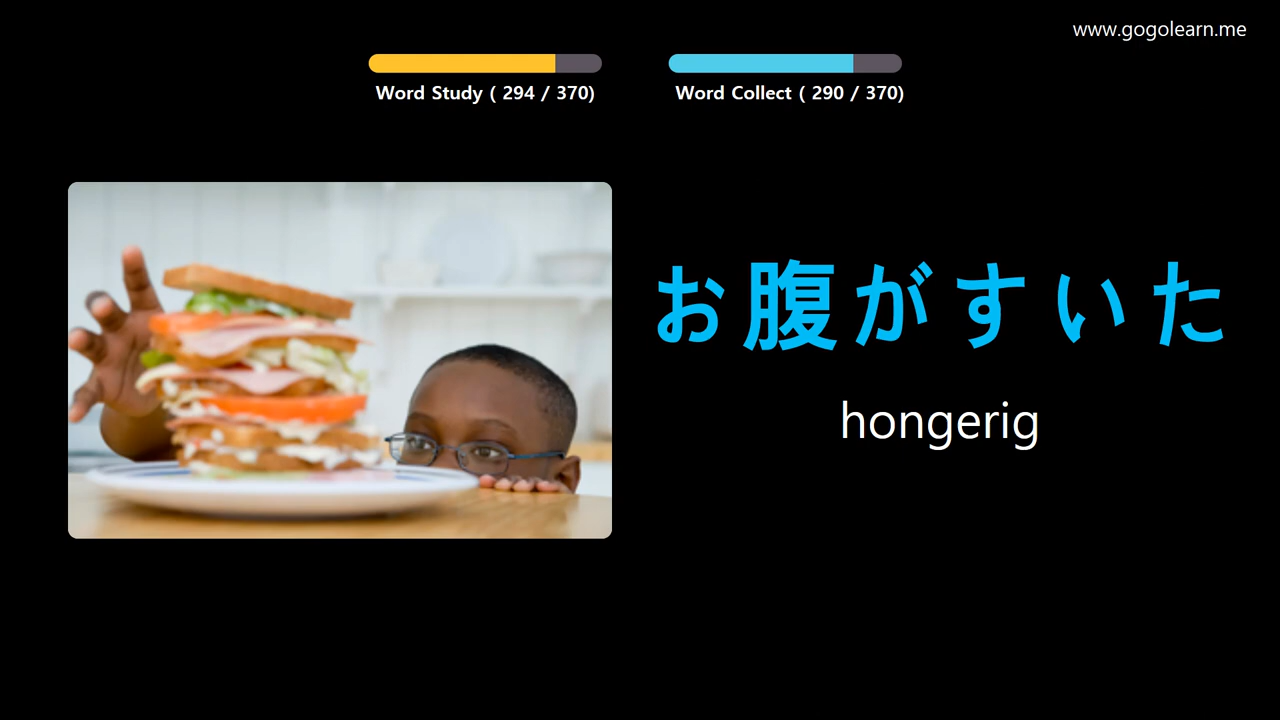 www.gogolearn.me
Word Study ( 294 / 370)
Word Collect ( 290 / 370)
お腹がすいた
hongerig